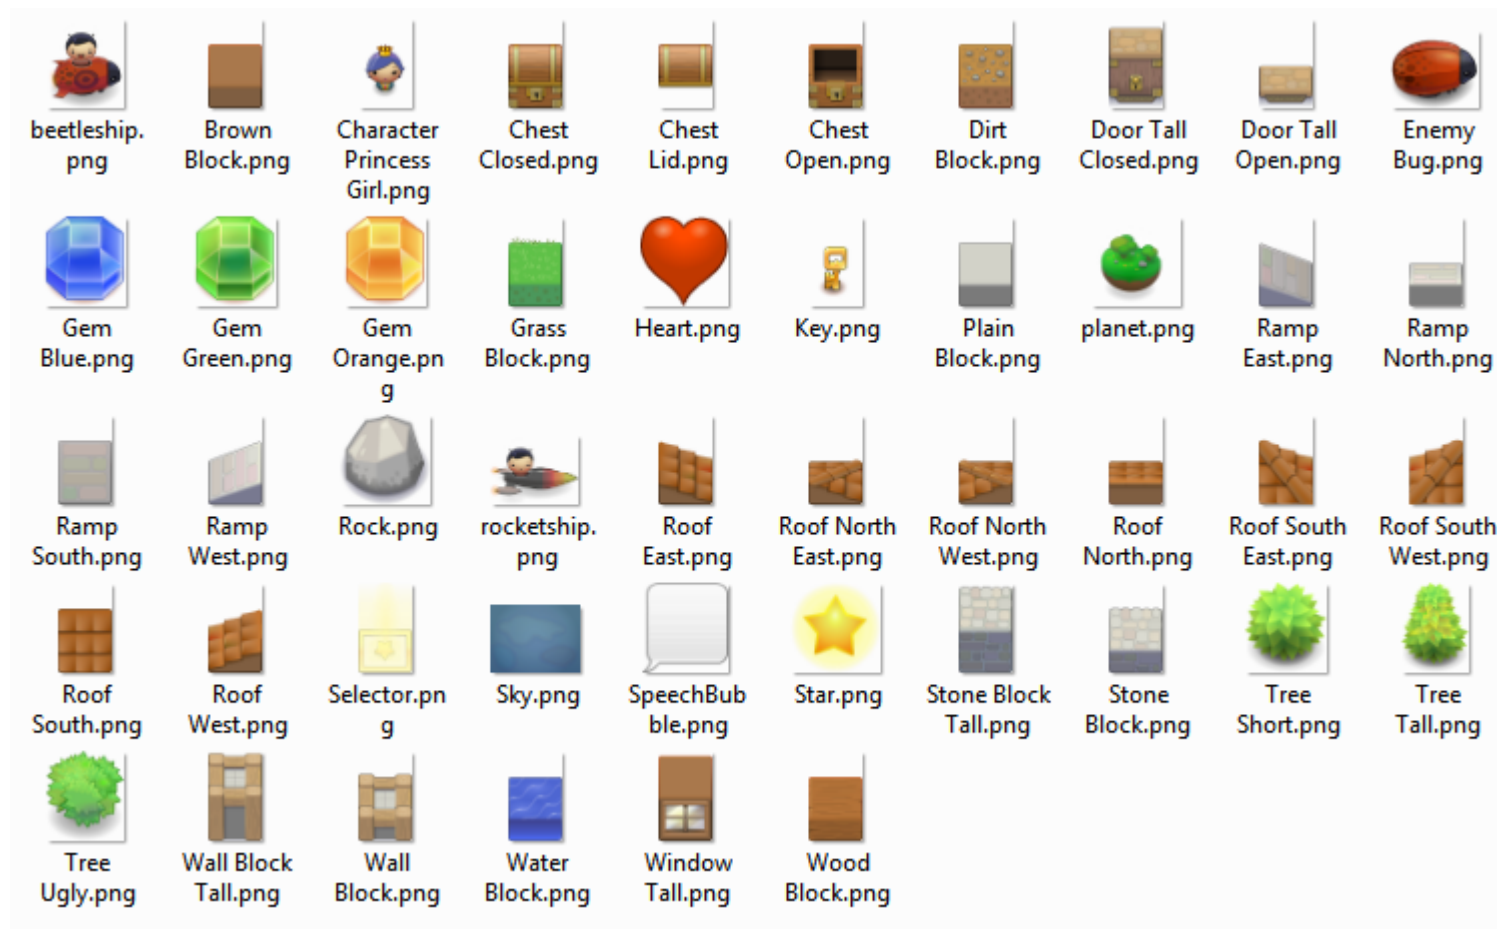 beetleship.
png
Brown
Block.png
Character
Princess
Girl.png
Chest
Closed.png
Chest
Lid.png
Chest
Open.png
Dirt
Block.png
Door Tall
Closed.png
Door Tall
Open.png
Enemy
Bug.png
Gem
Blue.png
Gem
Green.png
Gem
Orange.pn
g
Grass
Block.png
Heart.png
Key.png
Plain
Block.png
planet.png
Ramp
East.png
Ramp
North.png
Ramp
South.png
Ramp
West.png
Rock.png
rocketship.
png
Roof
East.png
Roof North
East.png
Roof North
West.png
Roof
North.png
Roof South
East.png
Roof South
West.png
Roof
South.png
Roof
West.png
Selector.pn
g
Sky.png
SpeechBub
ble.png
Star.png
Stone Block
Tall.png
Stone
Block.png
Tree
Short.png
Tree
Tall.png
Tree
Ugly.png
Wall Block
Tall.png
Wall
Block.png
Water
Block.png
Window
Tall.png
Wood
Block.png